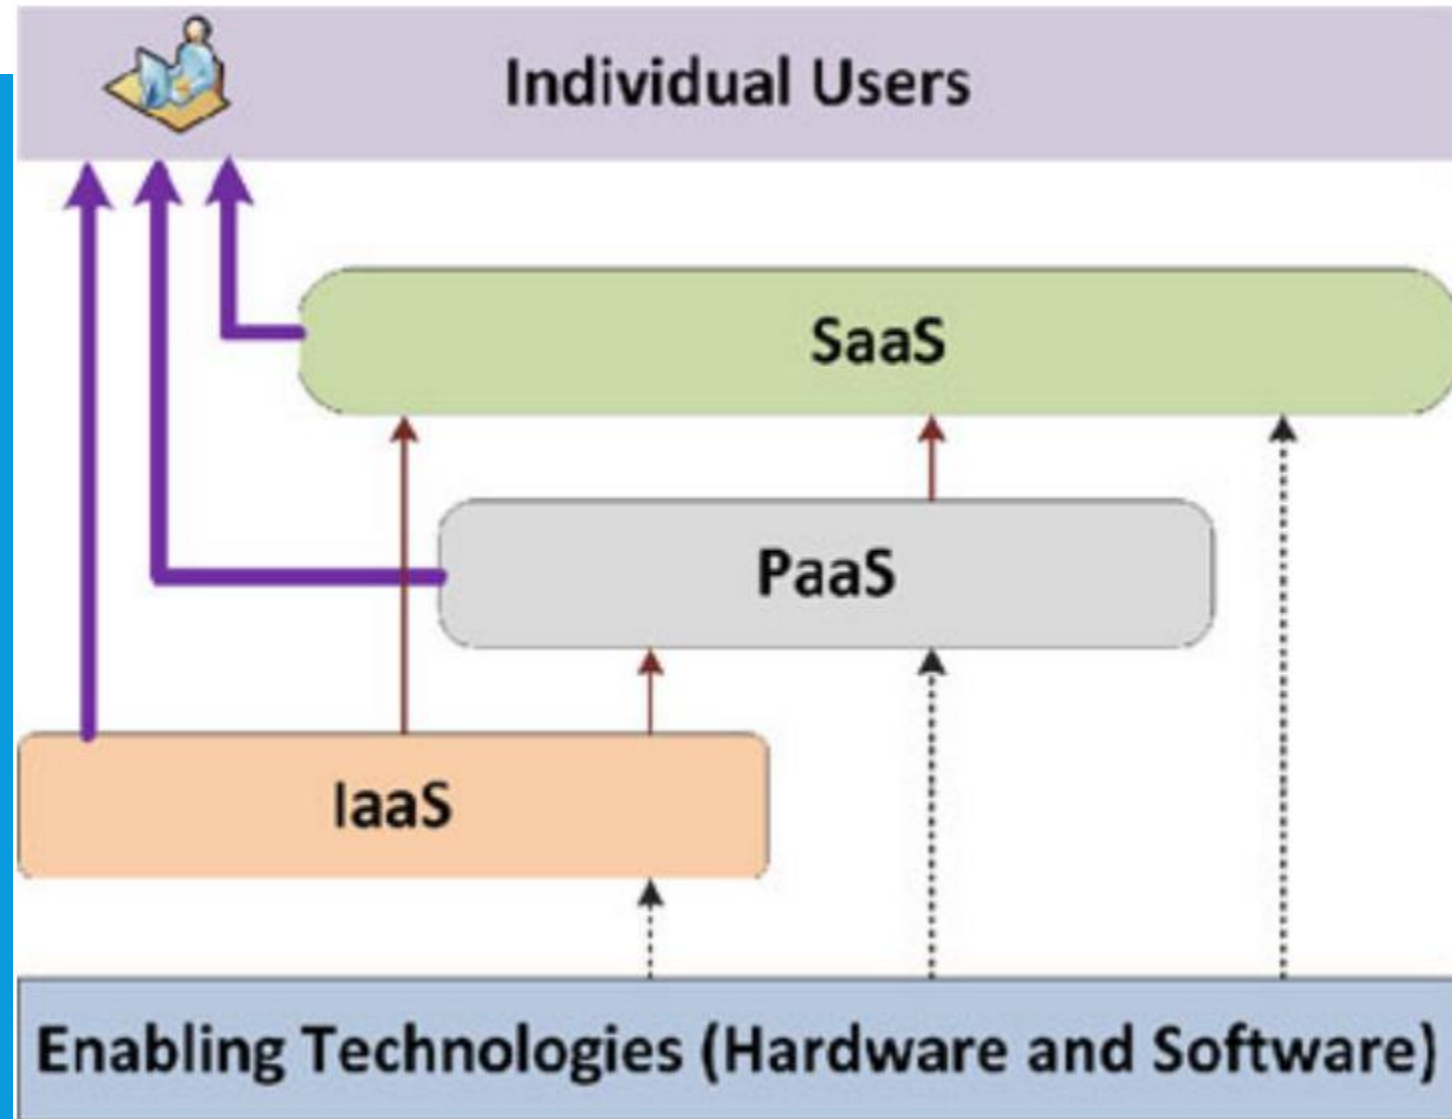 Individual Users
SaaS
PaaS
IaaS
Enabling Technologies (Hardware and Software)